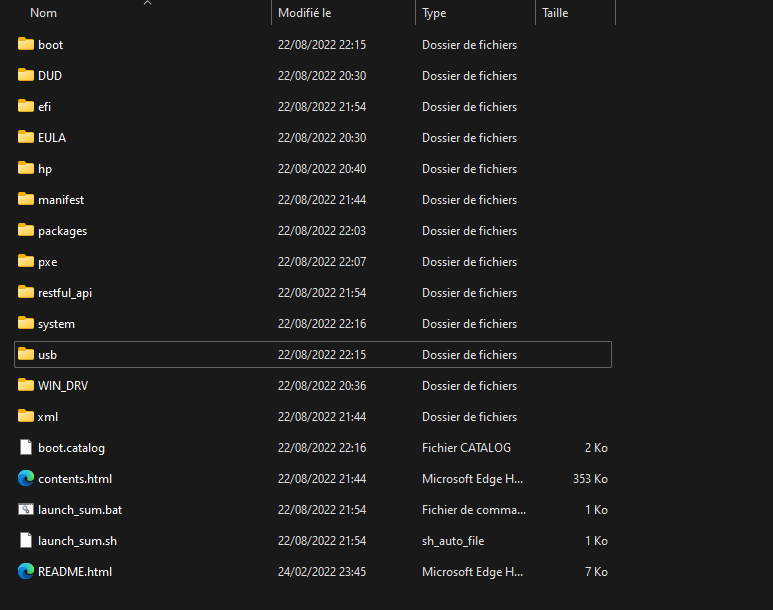 Nom Modifié le Type Taille
boot 22/08/2022 22:15 Dossier de fichiers
DUD 22/08/2022 20:30 Dossier de fichiers
efi 22/08/2022 21:54 Dossier de fichiers
EULA 22/08/2022 20:30 Dossier de fichiers
hp 22/08/2022 20:40 Dossier de fichiers
manifest 22/08/2022 21:44 Dossier de fichiers
packages 22/08/2022 22:03 Dossier de fichiers
pxe 22/08/2022 22:07 Dossier de fichiers
restful_api 22/08/2022 21:54 Dossier de fichiers
system 22/08/2022 22:16 Dossier de fichiers
usb 22/08/2022 22:15 Dossier de fichiers
WIN_DRV 22/08/2022 20:36 Dossier de fichiers
xml 22/08/2022 21:44 Dossier de fichiers
boot.catalog 22/08/2022 22:16 Fichier CATALOG 2 Ko
contents.html 22/08/2022 21:44 Microsoft Edge H... 353 Ko
launch_sum.bat 22/08/2022 21:54 Fichier de comma... 1 Ko
launch_sum.sh 22/08/2022 21:54 sh_auto_file 1 Ko
README.html 24/02/2022 23:45 Microsoft Edge H... 7 Ko